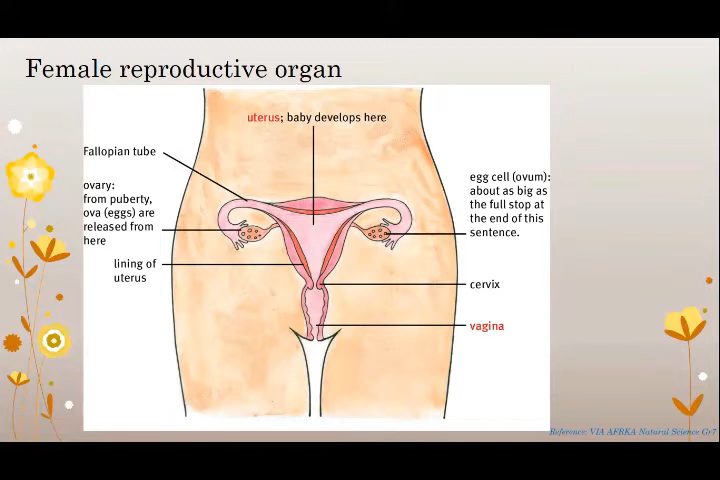 Female reproductive organ
uterus; baby develops here
Fallopian tube
ovary:
from puberty,
ova (eggs) are
released from
here
lining of
uterus
egg cell (ovum):
about as big as
the full stop at
the end of this
sentence.
cervix
vagina
Reference: VIA AFRKA Natural Science Gr7